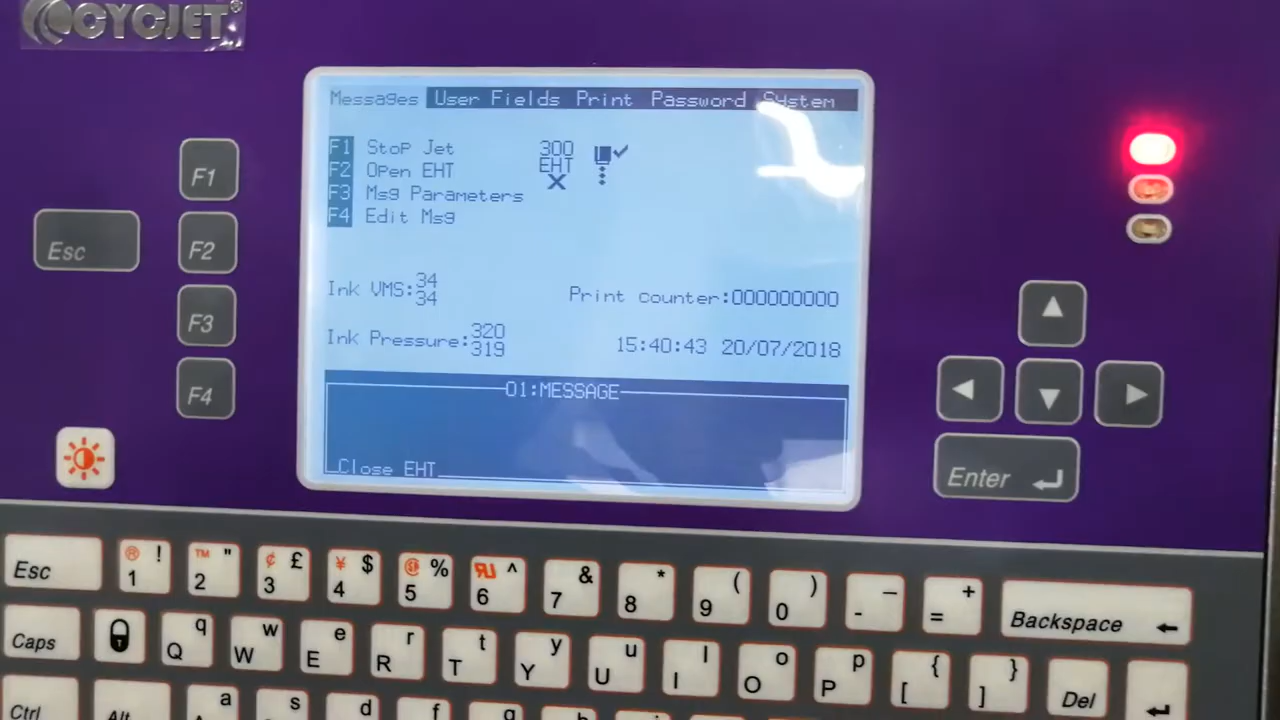 CYCJET®
Messages User Fields Print Password System
F1 Stop Jet 300
F2 Open EHT EHT
F3 Msg Parameters
F4 Edit Msg
Ink VMS: 34
34
Print counter:000000000
Ink Pressure: 320
319
15:40:43 20/07/2018
01:MESSAGE
Close EHT
F1
F2
F3
F4
Esc
Enter
Esc ® ! 1 ™ " 2 ¢ £ 3 ¥ $ 4 % 5 ^ 6 & 7 * 8 ( 9 ) 0 - – = + Backspace
Caps Q q W w E e R r T t Y y U u I l O o P p [ { ] } Del
Ctrl Alt a s d f g h j k l